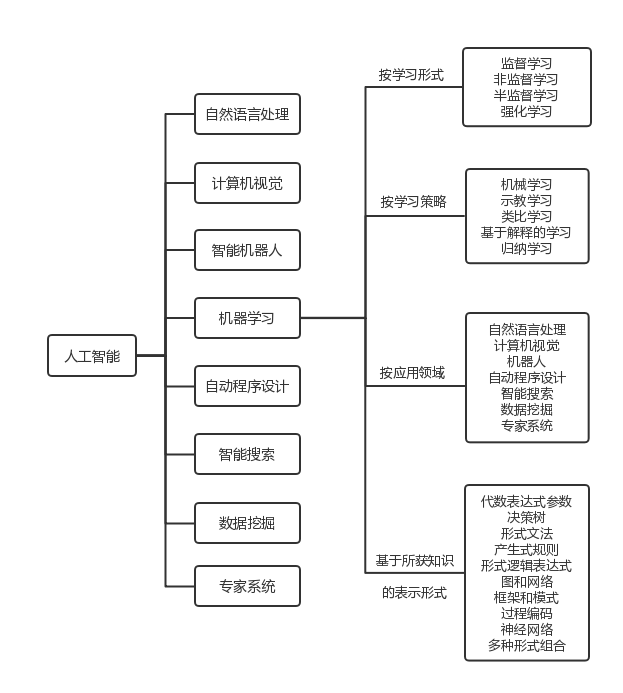 人工智能
自然语言处理
计算机视觉
智能机器人
机器学习
自动程序设计
智能搜索
数据挖掘
专家系统
按学习形式
监督学习
非监督学习
半监督学习
强化学习
按学习策略
机械学习
示教学习
类比学习
基于解释的学习
归纳学习
按应用领域
自然语言处理
计算机视觉
机器人
自动程序设计
智能搜索
数据挖掘
专家系统
基于所获知识
的表示形式
代数表达式参数
决策树
形式文法
产生式规则
形式逻辑表达式
图和网络
框架和模式
过程编码
神经网络
多种形式组合